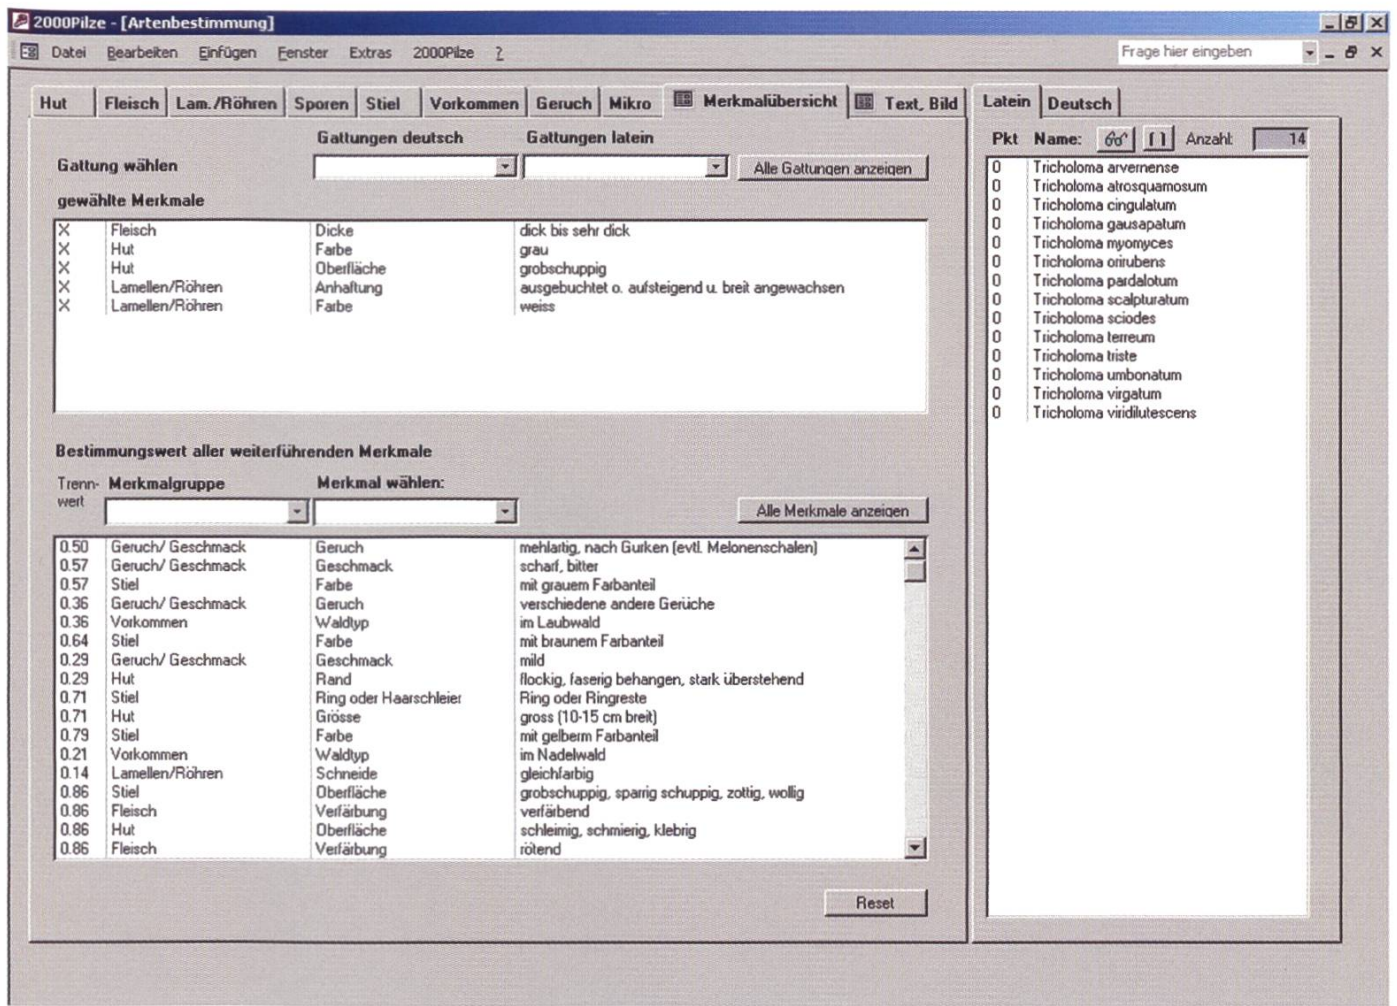 2000Pilze - [Artenbestimmung]
Datei Bearbeiten Einfügen Fenster Extras 2000Pilze ? Frage hier eingeben
Hut Fleisch Lam./Röhren Sporen Stiel Vorkommen Geruch Mikro Merkmalübersicht Text, Bild
Gattungen deutsch Gattungen latein
Gattung wählen Alle Gattungen anzeigen
gewählte Merkmale
X Fleisch Dicke dick bis sehr dick
X Hut Farbe grau
X Hut Oberfläche grobschuppig
X Lamellen/Röhren Anhaftung ausgebuchtet o. aufsteigend u. breit angewachsen
X Lamellen/Röhren Farbe weiss
Bestimmungswert aller weiterführenden Merkmale
Trenn- Merkmalgruppe Merkmal wählen:
wert Alle Merkmale anzeigen
0.50 Geruch/ Geschmack Geruch mehlartig, nach Gurken (evtl. Melonenschalen)
0.57 Geruch/ Geschmack Geschmack scharf, bitter
0.57 Stiel Farbe mit grauem Farbanteil
0.36 Geruch/ Geschmack Geruch verschiedene andere Gerüche
0.36 Vorkommen Waldtyp im Laubwald
0.64 Stiel Farbe mit braunem Farbanteil
0.29 Geruch/ Geschmack Geschmack mild
0.29 Hut Rand flockig, faserig behangen, stark überstehend
0.71 Stiel Ring oder Haarschleier Ring oder Ringreste
0.71 Hut Grösse gross (10-15 cm breit)
0.79 Stiel Farbe mit gelbem Farbanteil
0.21 Vorkommen Waldtyp im Nadelwald
0.14 Lamellen/Röhren Schneide gleichfarbig
0.86 Stiel Oberfläche grobschuppig, sparrig schuppig, zottig, wollig
0.86 Fleisch Verfärbung verfärbend
0.86 Hut Oberfläche schleimig, schmierig, klebrig
0.86 Fleisch Verfärbung rötend
Reset
Latein Deutsch
Pkt Name: Anzahl: 14
0 Tricholoma arvernense
0 Tricholoma atrosquamosum
0 Tricholoma cingulatum
0 Tricholoma gausapatum
0 Tricholoma myomyces
0 Tricholoma orirubens
0 Tricholoma pardalotum
0 Tricholoma scalpturatum
0 Tricholoma sciodes
0 Tricholoma terreum
0 Tricholoma triste
0 Tricholoma umbonatum
0 Tricholoma virgatum
0 Tricholoma viridilutescens